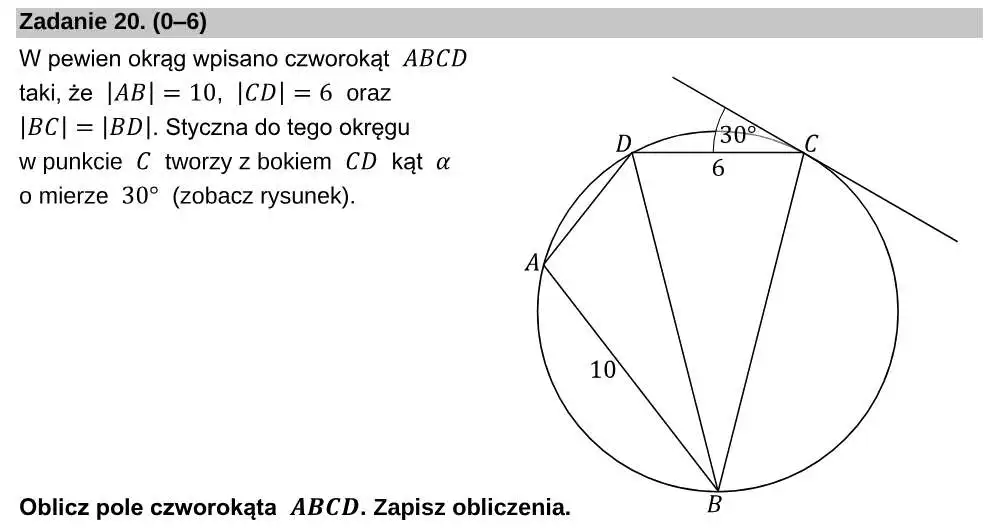 Zadanie 20. (0–6)
W pewien okrąg wpisano czworokąt ABCD
taki, że |AB| = 10, |CD| = 6 oraz
|BC| = |BD|. Styczna do tego okręgu
w punkcie C tworzy z bokiem CD kąt α
o mierze 30° (zobacz rysunek).
30°
D
C
6
A
10
B
Oblicz pole czworokąta ABCD. Zapisz obliczenia.